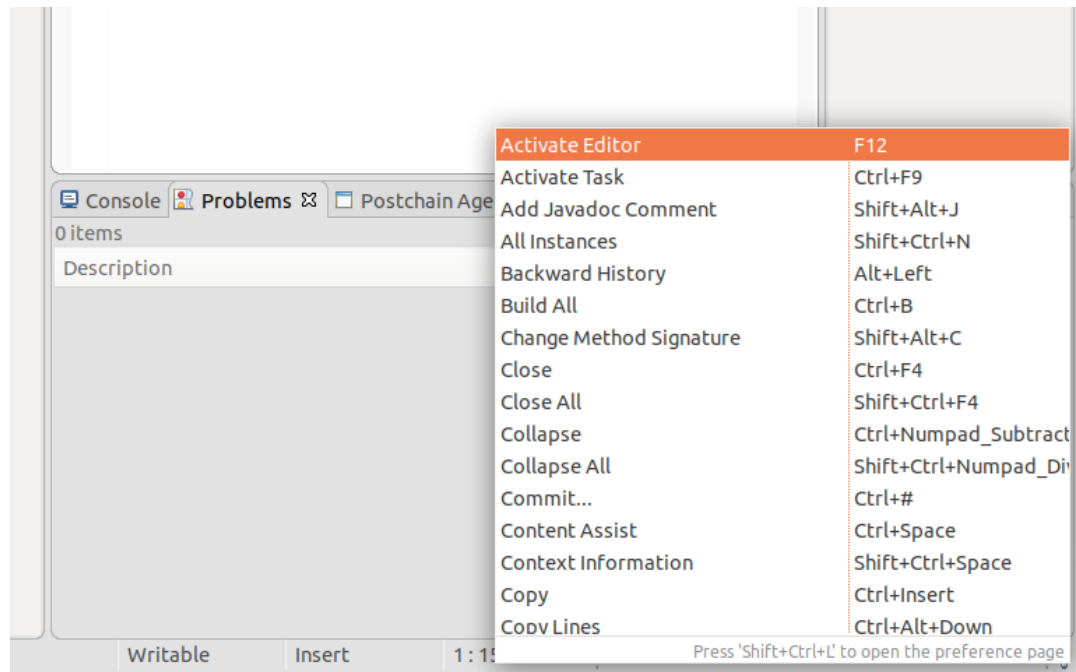 Console Problems Postchain Age
0 items
Description
Activate Editor F12
Activate Task Ctrl+F9
Add Javadoc Comment Shift+Alt+J
All Instances Shift+Ctrl+N
Backward History Alt+Left
Build All Ctrl+B
Change Method Signature Shift+Alt+C
Close Ctrl+F4
Close All Shift+Ctrl+F4
Collapse Ctrl+Numpad_Subtract
Collapse All Shift+Ctrl+Numpad_Di
Commit... Ctrl+#
Content Assist Ctrl+Space
Context Information Shift+Ctrl+Space
Copy Ctrl+Insert
Copy Lines Ctrl+Alt+Down
Press 'Shift+Ctrl+L' to open the preference page
Writable Insert 1 : 15